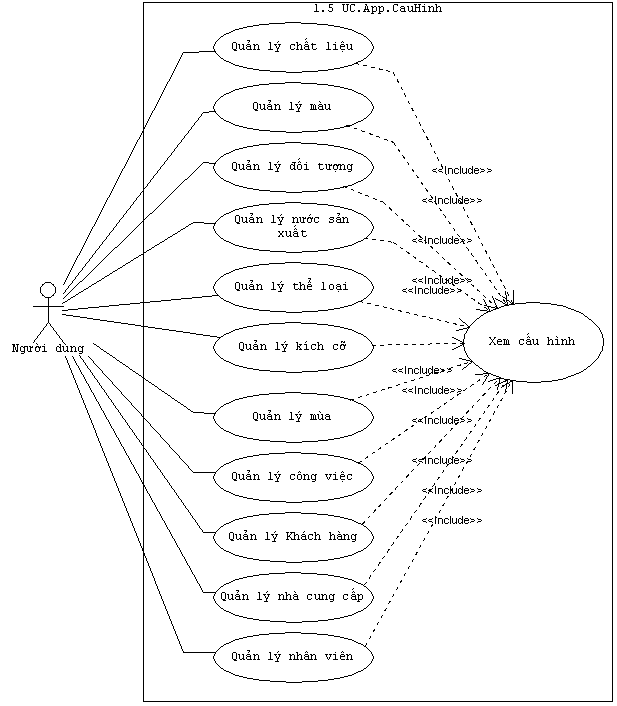 1.5 UC.App.CauHinh
Quản lý chất liệu
Quản lý màu
<<Include>>
Quản lý đối tượng
<<Include>>
Quản lý nước sản
xuất
<<Include>>
Quản lý thể loại
<<Include>>
<<Include>>
Người dùng
Quản lý kích cỡ
Xem cấu hình
<<Include>>
<<Include>>
Quản lý mùa
<<Include>>
Quản lý công việc
<<Include>>
<<Include>>
Quản lý Khách hàng
Quản lý nhà cung cấp
Quản lý nhân viên